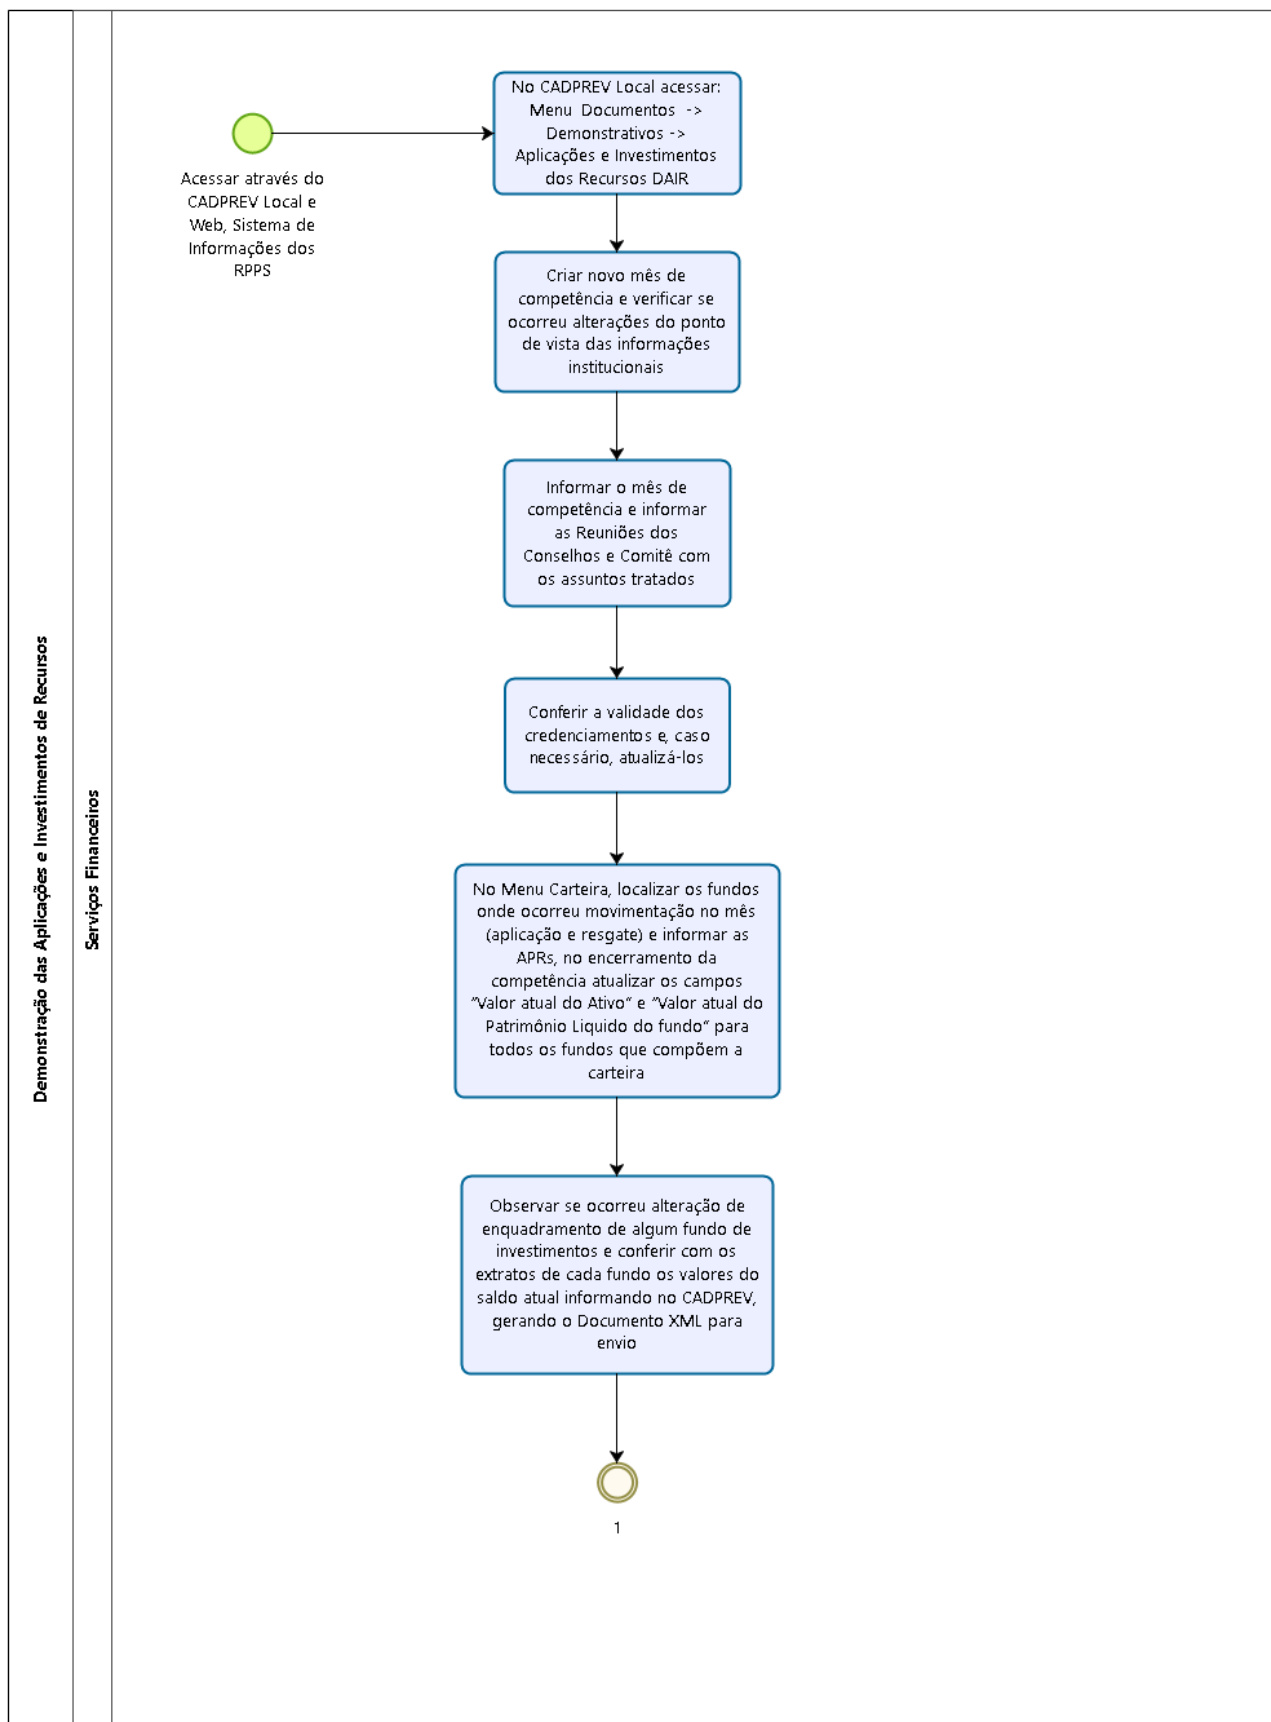 Demonstração das Aplicações e Investimentos de Recursos
Serviços Financeiros
Acessar através do
CADPREV Local e
Web, Sistema de
Informações dos
RPPS
No CADPREV Local acessar:
Menu Documentos ->
Demonstrativos ->
Aplicações e Investimentos
dos Recursos DAIR
Criar novo mês de
competência e verificar se
ocorreu alterações do ponto
de vista das informações
institucionais
Informar o mês de
competência e informar
as Reuniões dos
Conselhos e Comitê com
os assuntos tratados
Conferir a validade dos
credenciamentos e, caso
necessário, atualizá-los
No Menu Carteira, localizar os fundos
onde ocorreu movimentação no mês
(aplicação e resgate) e informar as
APRs, no encerramento da
competência atualizar os campos
"Valor atual do Ativo" e "Valor atual do
Patrimônio Liquido do fundo" para
todos os fundos que compõem a
carteira
Observar se ocorreu alteração de
enquadramento de algum fundo de
investimentos e conferir com os
extratos de cada fundo os valores do
saldo atual informando no CADPREV,
gerando o Documento XML para
envio
1